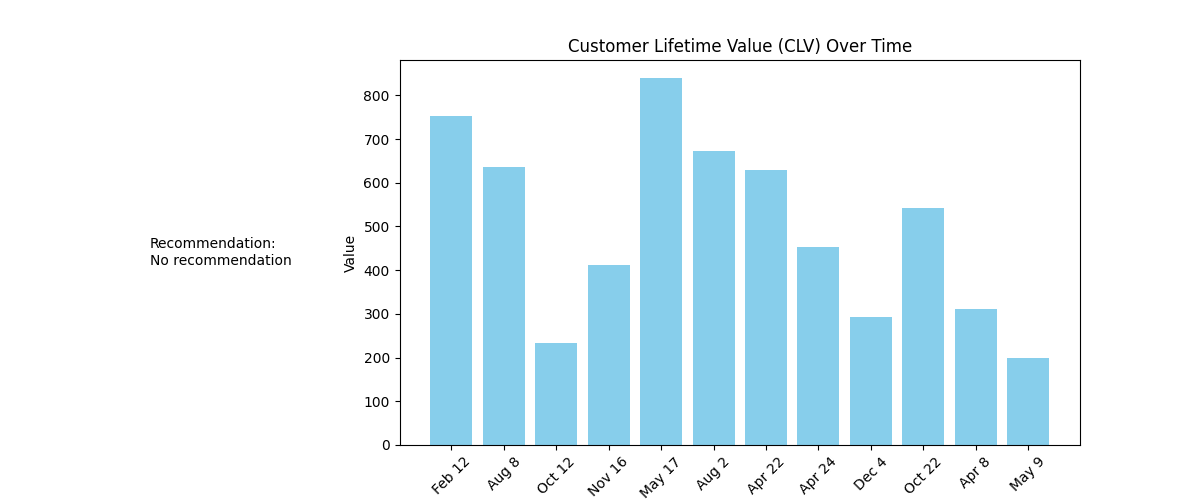 Customer Lifetime Value (CLV) Over Time
Recommendation:
No recommendation
Value
800
700
600
500
400
300
200
100
0
Feb 12
Aug 8
Oct 12
Nov 16
May 17
Aug 2
Apr 22
Apr 24
Dec 4
Oct 22
Apr 8
May 9